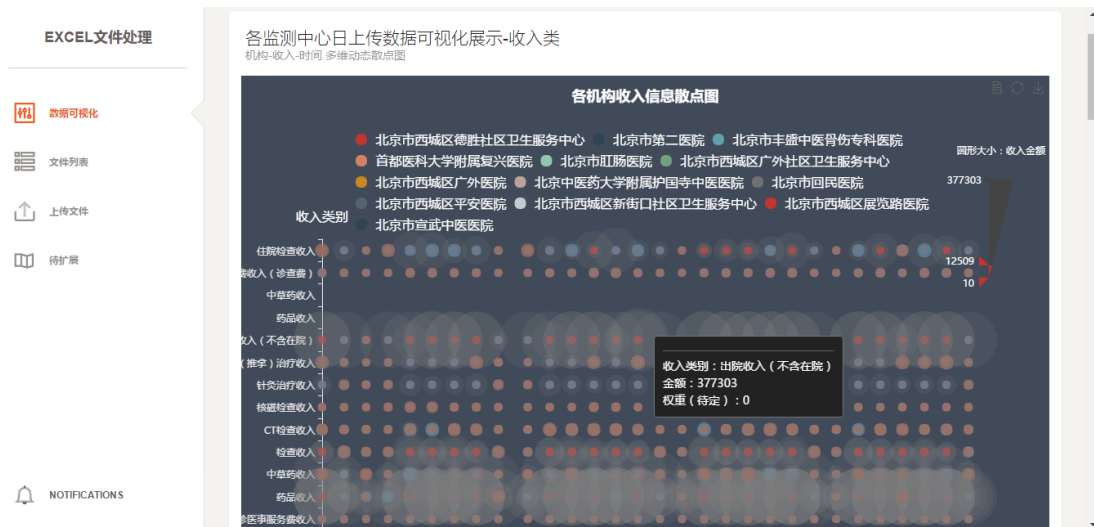 EXCEL文件处理
数据可视化
文件列表
上传文件
待扩展
NOTIFICATIONS
各监测中心日上传数据可视化展示-收入类
机构-收入-时间 多维动态散点图
各机构收入信息散点图
北京市西城区德胜社区卫生服务中心 北京市第二医院 北京市丰盛中医骨伤专科医院
首都医科大学附属复兴医院 北京市肛肠医院 北京市西城区广外社区卫生服务中心
北京市西城区广外医院 北京中医药大学附属护国寺中医医院 北京市回民医院
北京市西城区平安医院 北京市西城区新街口社区卫生服务中心 北京市西城区展览路医院
北京市宣武中医医院
圆形大小：收入金额
377303
12509
10
收入类别
住院检查收入
费收入（诊查费）
中草药收入
药品收入
收入（不含在院）
（推拿）治疗收入
针灸治疗收入
核磁检查收入
CT检查收入
检查收入
中草药收入
药品收入
诊医事服务费收入
收入类别：出院收入（不含在院）
金额：377303
权重（待定）：0